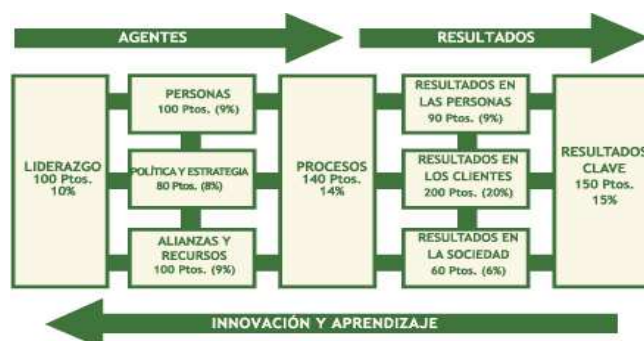 AGENTES
RESULTADOS
LIDERAZGO
100 Ptos.
10%
PERSONAS
100 Ptos. (9%)
POLÍTICA Y ESTRATEGIA
80 Ptos. (8%)
ALIANZAS Y
RECURSOS
100 Ptos. (9%)
PROCESOS
140 Ptos.
14%
RESULTADOS EN
LAS PERSONAS
90 Ptos. (9%)
RESULTADOS EN
LOS CLIENTES
200 Ptos. (20%)
RESULTADOS EN
LA SOCIEDAD
60 Ptos. (6%)
RESULTADOS
CLAVE
150 Ptos.
15%
INNOVACIÓN Y APRENDIZAJE